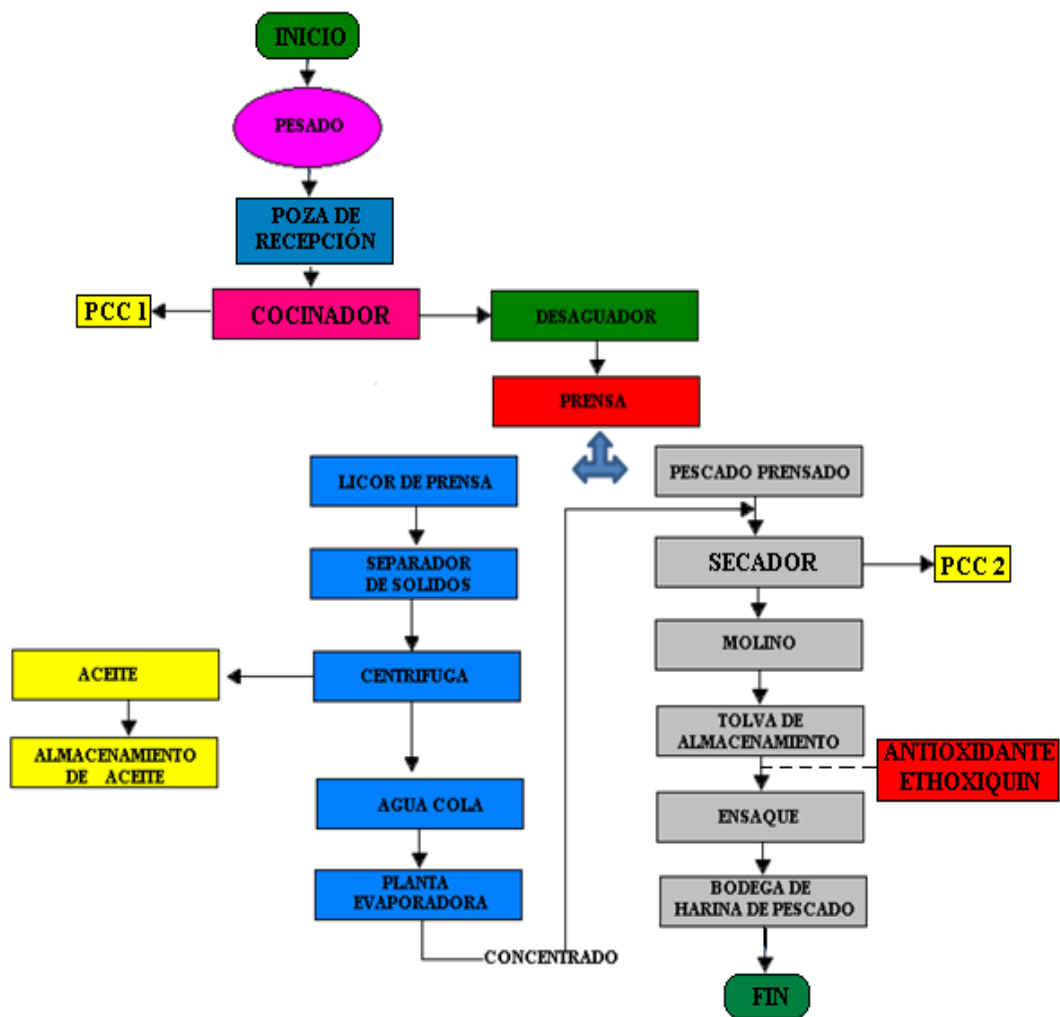 INICIO
PESADO
POZA DE
RECEPCIÓN
PCC 1
COCINADOR
DESAGUADOR
PRENSA
LICOR DE PRENSA
SEPARADOR
DE SOLIDOS
CENTRIFUGA
ACEITE
ALMACENAMIENTO
DE ACEITE
AGUA COLA
PLANTA
EVAPORADORA
CONCENTRADO
PESCADO PRENSADO
SECADOR
PCC 2
MOLINO
TOLVA DE
ALMACENAMIENTO
ANTIOXIDANTE
ETHOXIQUIN
ENSAQUE
BODEGA DE
HARINA DE PESCADO
FIN